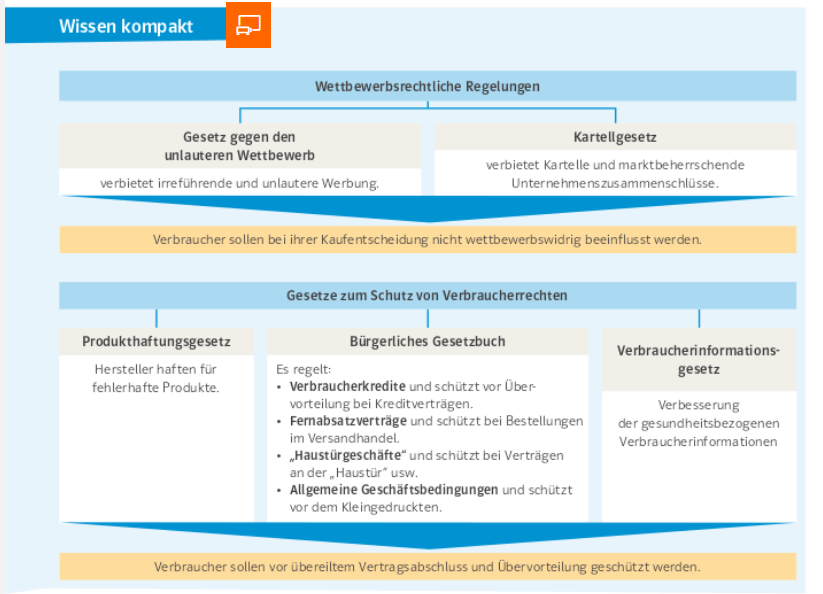 Wissen kompakt
Wettbewerbsrechtliche Regelungen
Gesetz gegen den
unlauteren Wettbewerb
verbietet irreführende und unlautere Werbung.
Kartellgesetz
verbietet Kartelle und marktbeherrschende
Unternehmenszusammenschlüsse.
Verbraucher sollen bei ihrer Kaufentscheidung nicht wettbewerbswidrig beeinflusst werden.
Gesetze zum Schutz von Verbraucherrechten
Produkthaftungsgesetz
Hersteller haften für
fehlerhafte Produkte.
Bürgerliches Gesetzbuch
Es regelt:
• Verbraucherkredite und schützt vor Über-
vorteilung bei Kreditverträgen.
• Fernabsatzverträge und schützt bei Bestellungen
im Versandhandel.
• „Haustürgeschäfte“ und schützt bei Verträgen
an der „Haustür“ usw.
• Allgemeine Geschäftsbedingungen und schützt
vor dem Kleingedruckten.
Verbraucherinformations-
gesetz
Verbesserung
der gesundheitsbezogenen
Verbraucherinformationen
Verbraucher sollen vor übereiltem Vertragsabschluss und Übervorteilung geschützt werden.